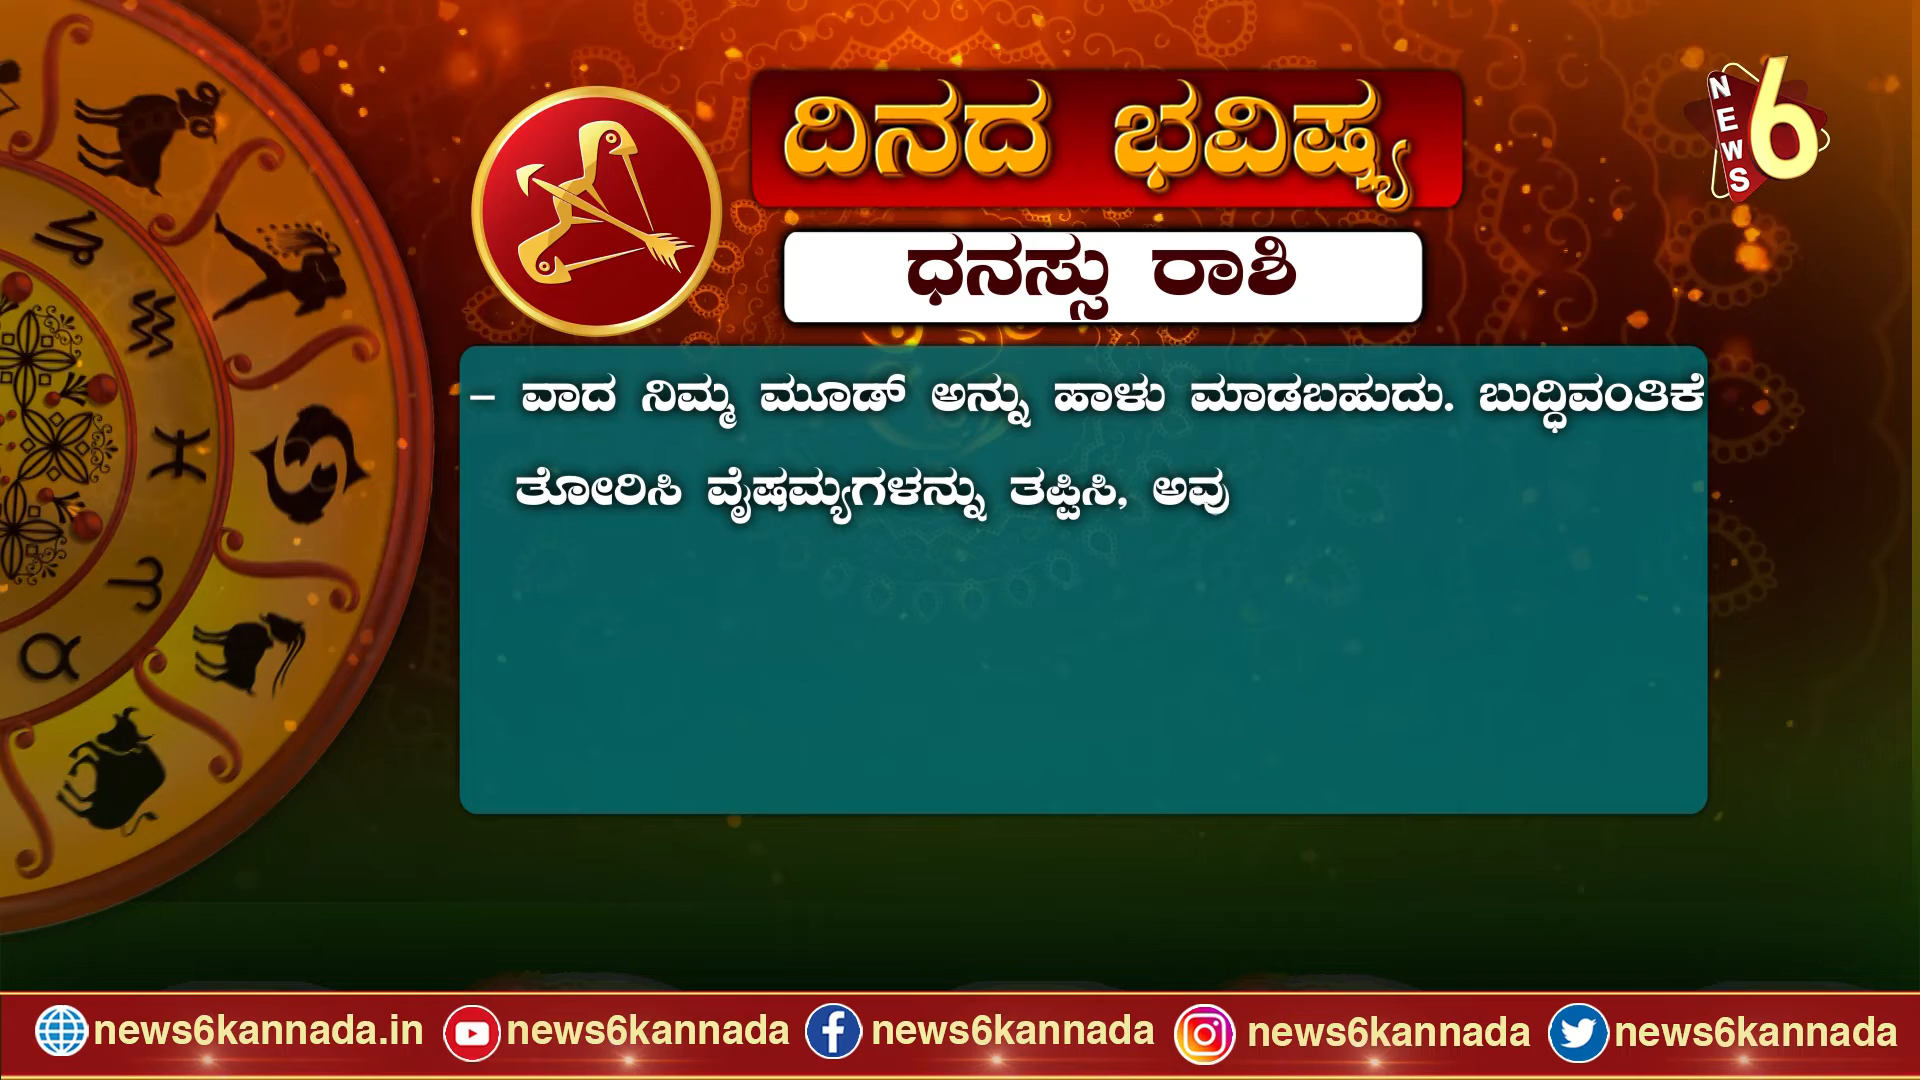 ದಿನದ ಭವಿಷ್ಯ
NEWS 6
ಧನಸ್ಸು ರಾಶಿ
– ವಾದ ನಿಮ್ಮ ಮೂಡ್ ಅನ್ನು ಹಾಳು ಮಾಡಬಹುದು. ಬುದ್ಧಿವಂತಿಕೆ
ತೋರಿಸಿ ವೈಷಮ್ಯಗಳನ್ನು ತಪ್ಪಿಸಿ, ಅವು
news6kannada.in news6kannada news6kannada news6kannada news6kannada